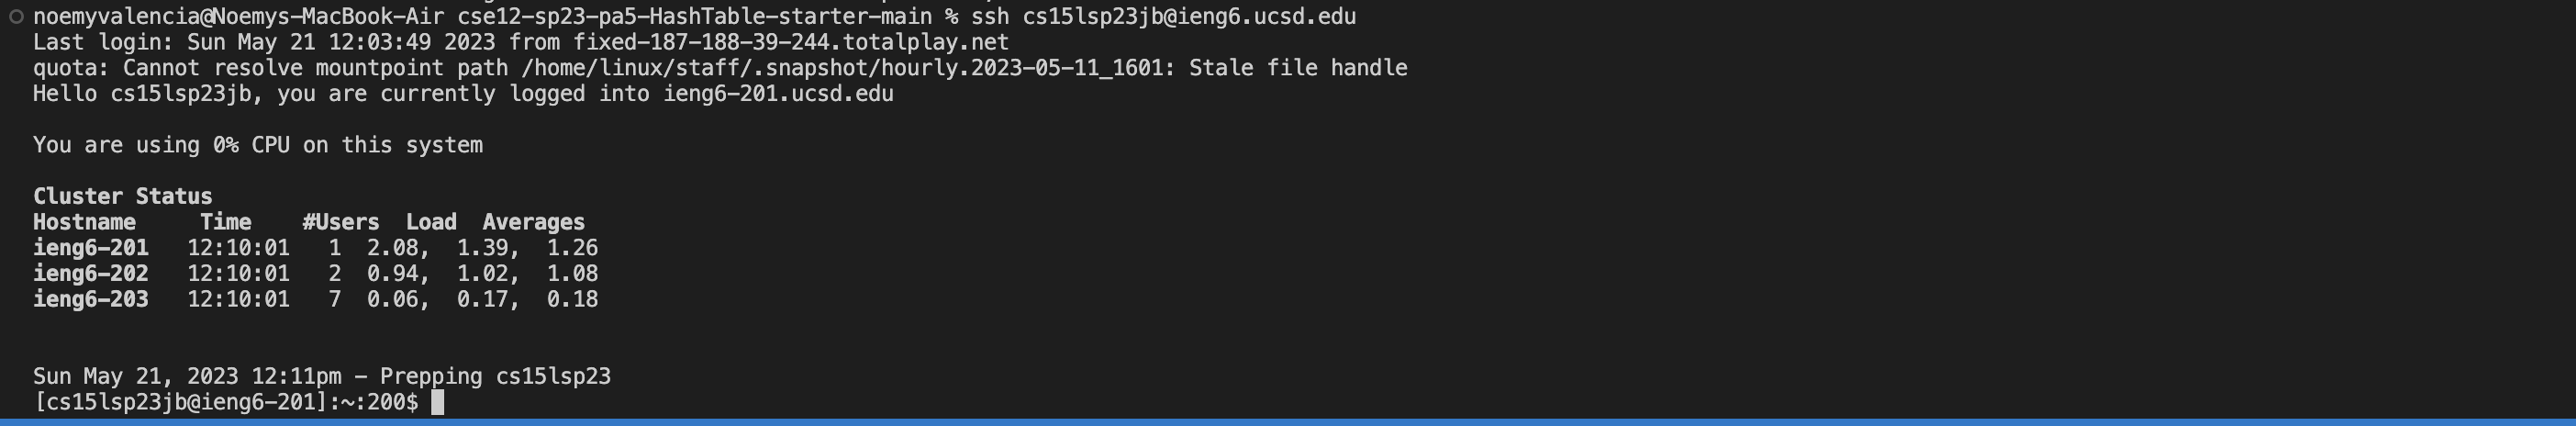 noemyvalencia@Noemys-MacBook-Air cse12-sp23-pa5-HashTable-starter-main % ssh cs15lsp23jb@ieng6.ucsd.edu
Last login: Sun May 21 12:03:49 2023 from fixed-187-188-39-244.totalplay.net
quota: Cannot resolve mountpoint path /home/linux/staff/.snapshot/hourly.2023-05-11_1601: Stale file handle
Hello cs15lsp23jb, you are currently logged into ieng6-201.ucsd.edu
You are using 0% CPU on this system
Cluster Status
Hostname     Time    #Users  Load  Averages
ieng6-201   12:10:01   1  2.08,  1.39,  1.26
ieng6-202   12:10:01   2  0.94,  1.02,  1.08
ieng6-203   12:10:01   7  0.06,  0.17,  0.18
Sun May 21, 2023 12:11pm - Prepping cs15lsp23
[cs15lsp23jb@ieng6-201]:~:200$